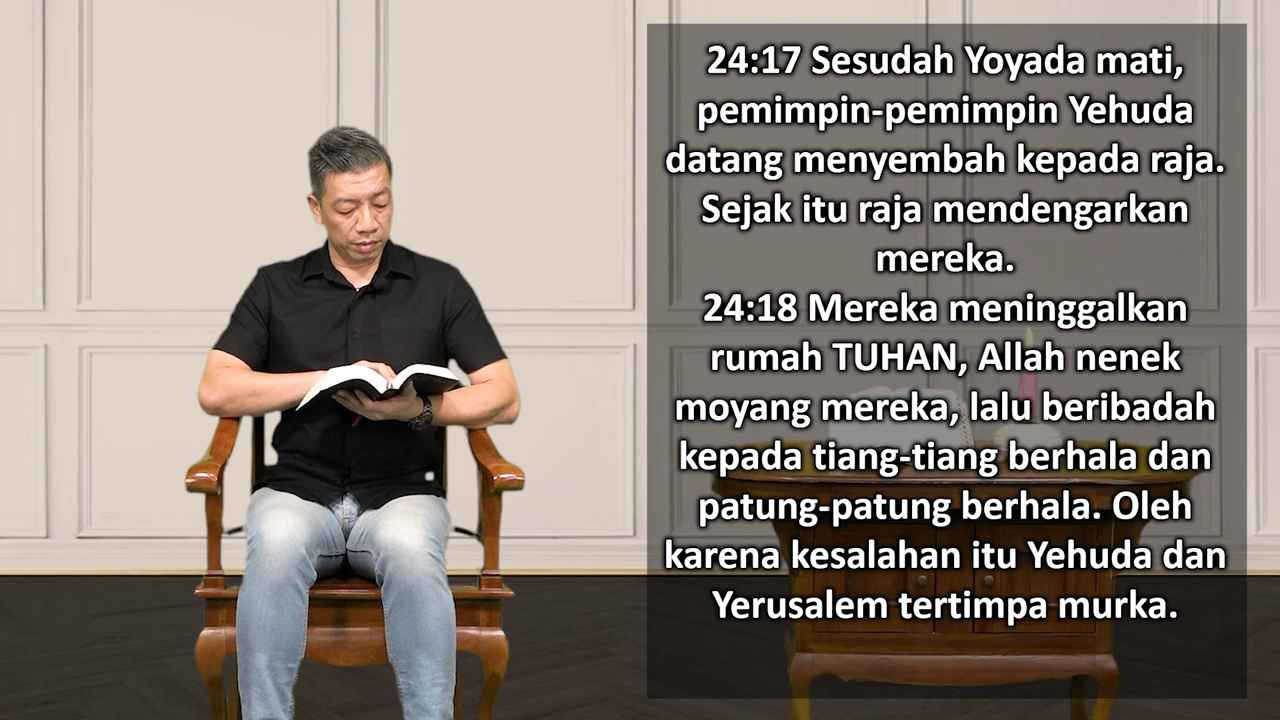 24:17 Sesudah Yoyada mati,
pemimpin-pemimpin Yehuda
datang menyembah kepada raja.
Sejak itu raja mendengarkan
mereka.
24:18 Mereka meninggalkan
rumah TUHAN, Allah nenek
moyang mereka, lalu beribadah
kepada tiang-tiang berhala dan
patung-patung berhala. Oleh
karena kesalahan itu Yehuda dan
Yerusalem tertimpa murka.